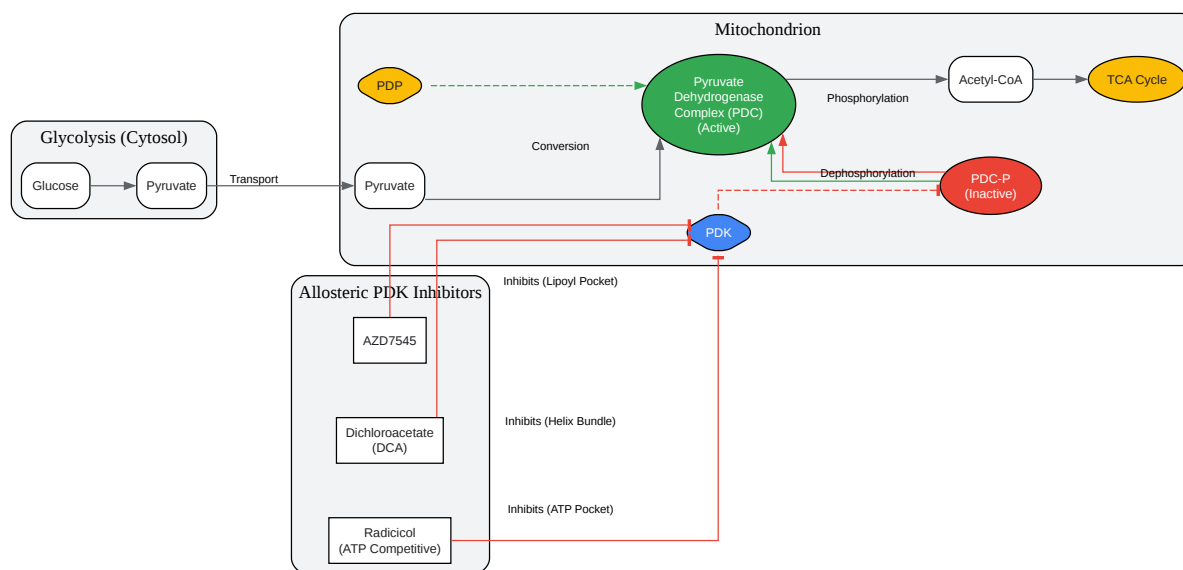 Mitochondrion
PDP
Pyruvate
Dehydrogenase
Complex (PDC)
(Active)
Acetyl-CoA
TCA Cycle
Phosphorylation
Glycolysis (Cytosol)
Glucose
Pyruvate
Transport
Pyruvate
Conversion
Dephosphorylation
PDC-P
(Inactive)
PDK
Allosteric PDK Inhibitors
Inhibits (Lipoyl Pocket)
AZD7545
Dichloroacetate
(DCA)
Inhibits (Helix Bundle)
Radicicol
(ATP Competitive)
Inhibits (ATP Pocket)